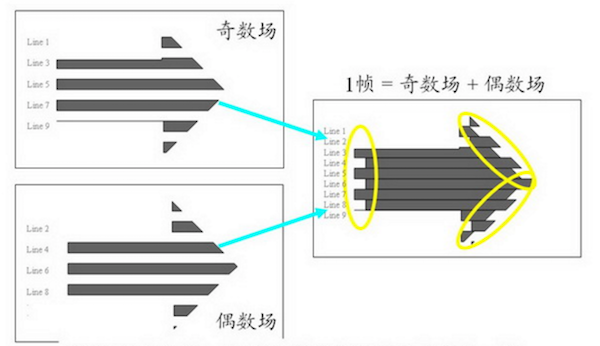 奇数场
Line 1
Line 3
Line 5
Line 7
Line 9
1帧 = 奇数场 + 偶数场
Line 1
Line 2
Line 3
Line 4
Line 5
Line 6
Line 7
Line 8
Line 9
Line 2
Line 4
Line 6
Line 8
偶数场